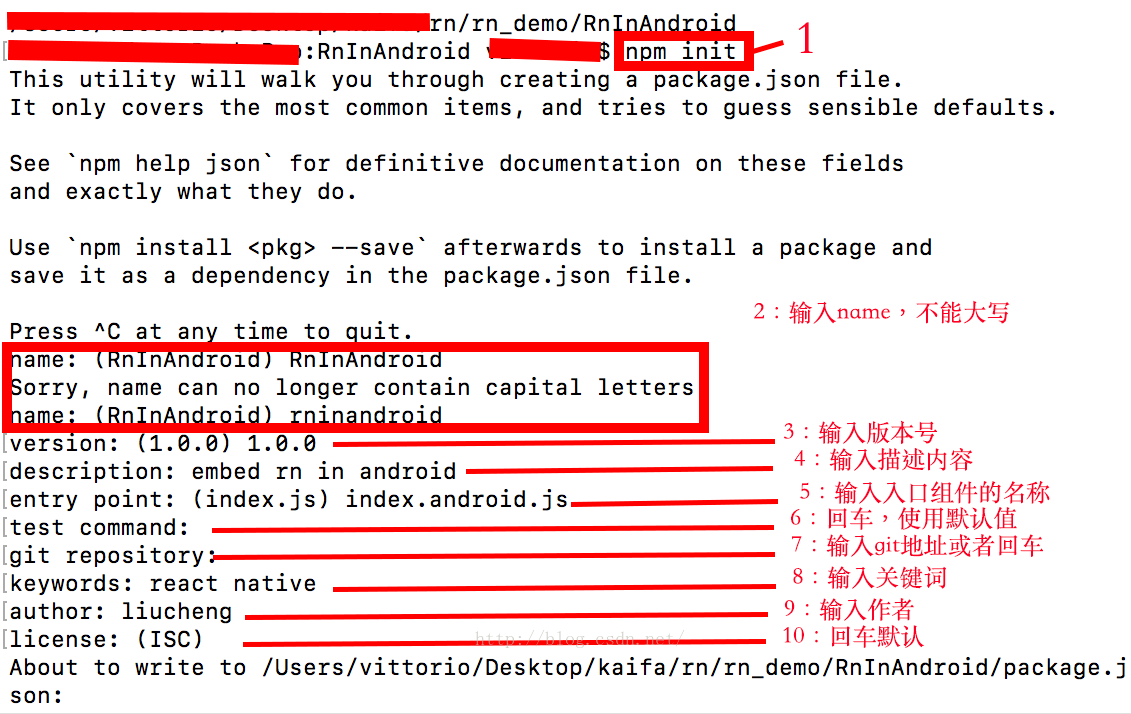 /rn/rn_demo/RnInAndroid
:RnInAndroid $ npm init 1
This utility will walk you through creating a package.json file.
It only covers the most common items, and tries to guess sensible defaults.
See `npm help json` for definitive documentation on these fields
and exactly what they do.
Use `npm install <pkg> --save` afterwards to install a package and
save it as a dependency in the package.json file.
2：输入name，不能大写
Press ^C at any time to quit.
name: (RnInAndroid) RnInAndroid
Sorry, name can no longer contain capital letters
name: (RnInAndroid) rninandroid
version: (1.0.0) 1.0.0 3：输入版本号
description: embed rn in android 4：输入描述内容
entry point: (index.js) index.android.js 5：输入入口组件的名称
test command: 6：回车，使用默认值
git repository: 7：输入git地址或者回车
keywords: react native 8：输入关键词
author: liucheng 9：输入作者
license: (ISC) http://blog.csdn.net/ 10：回车默认
About to write to /Users/vittorio/Desktop/kaifa/rn/rn_demo/RnInAndroid/package.j
son: